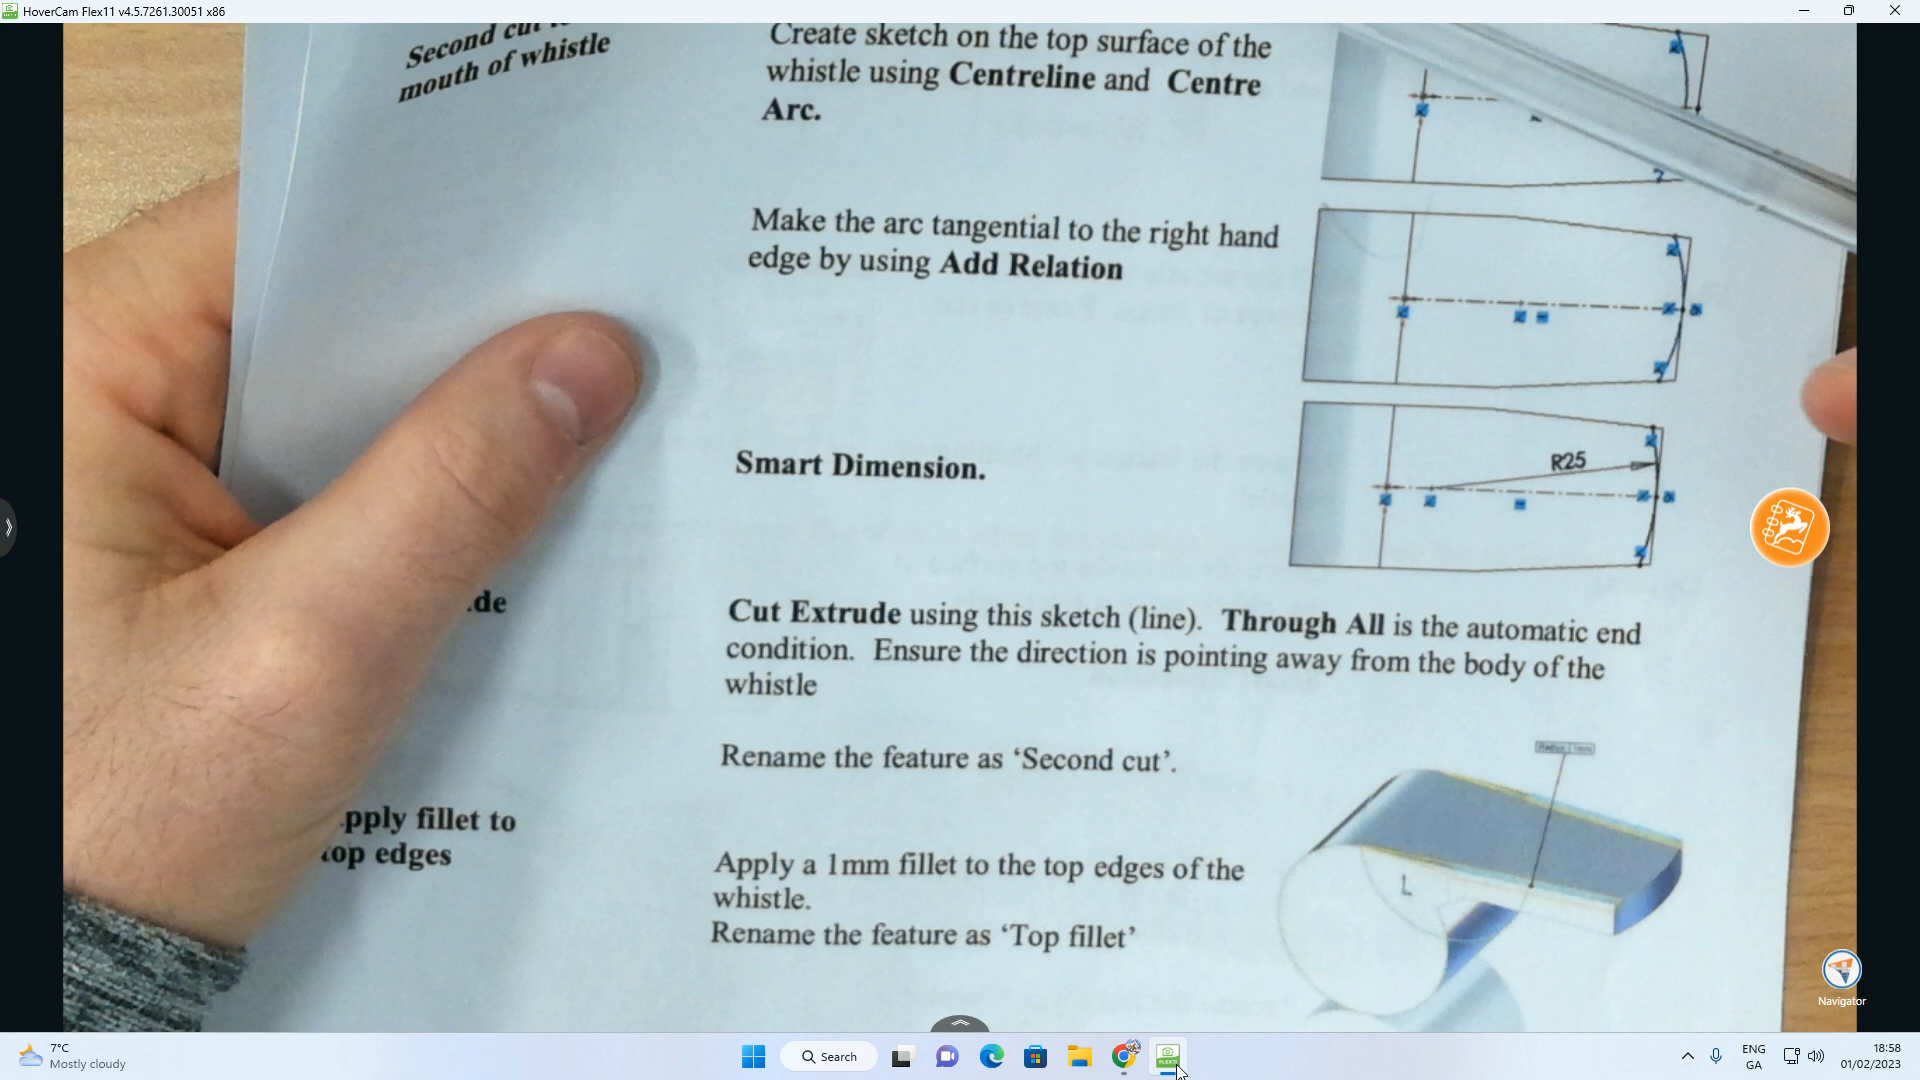 HoverCam Flex11 v4.5.7261.30051 x86
Second cut
mouth of whistle
Create sketch on the top surface of the
whistle using Centreline and Centre
Arc.
Make the arc tangential to the right hand
edge by using Add Relation
Smart Dimension.
R25
de
Cut Extrude using this sketch (line). Through All is the automatic end
condition. Ensure the direction is pointing away from the body of the
whistle
Rename the feature as ‘Second cut’.
pply fillet to
top edges
Apply a 1mm fillet to the top edges of the
whistle.
Rename the feature as ‘Top fillet’
Radius 1mm
Navigator
7°C
Mostly cloudy
Search
FLEX11
ENG
GA
18:58
01/02/2023